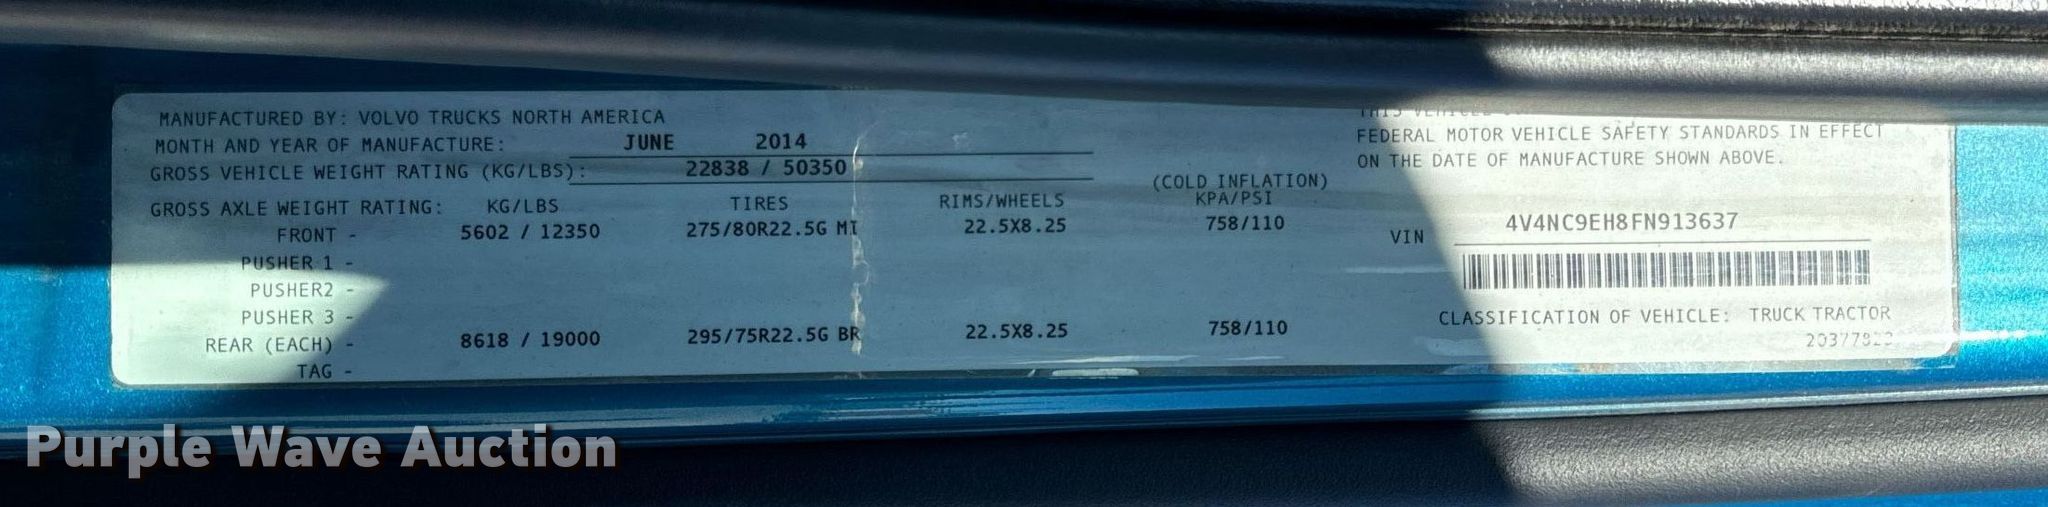 MANUFACTURED BY: VOLVO TRUCKS NORTH AMERICA
MONTH AND YEAR OF MANUFACTURE: JUNE 2014
GROSS VEHICLE WEIGHT RATING (KG/LBS): 22838 / 50350
GROSS AXLE WEIGHT RATING: KG/LBS TIRES RIMS/WHEELS (COLD INFLATION) KPA/PSI
FRONT - 5602 / 12350 275/80R22.5G MI 22.5X8.25 758/110
PUSHER 1 -
PUSHER2 -
PUSHER 3 -
REAR (EACH) - 8618 / 19000 295/75R22.5G BR 22.5X8.25 758/110
TAG -
THIS VEHICLE
FEDERAL MOTOR VEHICLE SAFETY STANDARDS IN EFFECT
ON THE DATE OF MANUFACTURE SHOWN ABOVE.
VIN 4V4NC9EH8FN913637
CLASSIFICATION OF VEHICLE: TRUCK TRACTOR
Purple Wave Auction